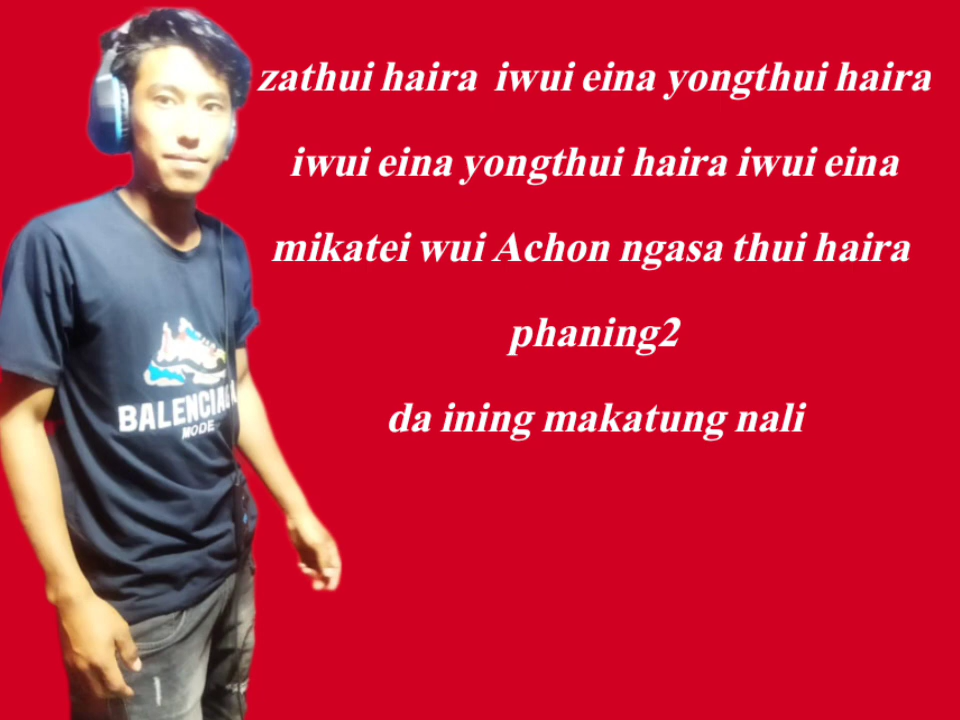 zathui haira iwui eina yongthui haira
iwui eina yongthui haira iwui eina
mikatei wui Achon ngasa thui haira
phaning2
da ining makatung nali
BALENCIAGA
MODE